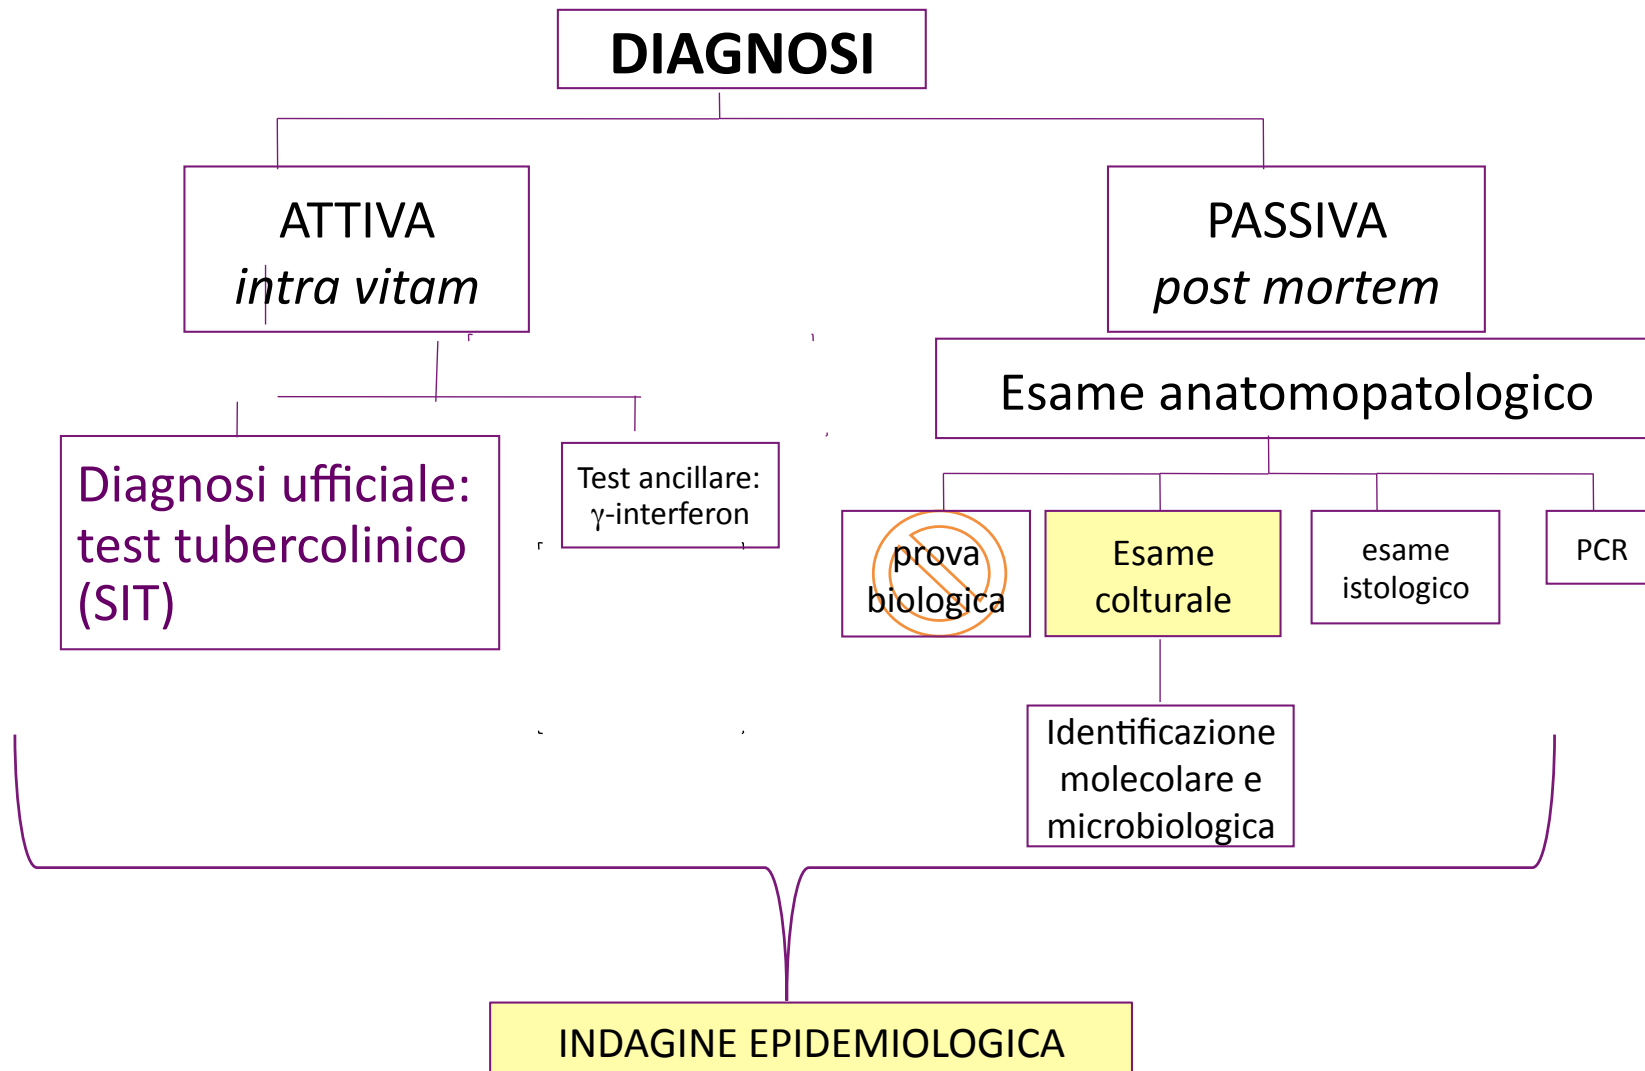 DIAGNOSI
ATTIVA
intra vitam
PASSIVA
post mortem
Esame anatomopatologico
Diagnosi ufficiale:
test tubercolinico
(SIT)
Test ancillare:
γ-interferon
prova
biologica
Esame
colturale
esame
istologico
PCR
Identificazione
molecolare e
microbiologica
INDAGINE EPIDEMIOLOGICA